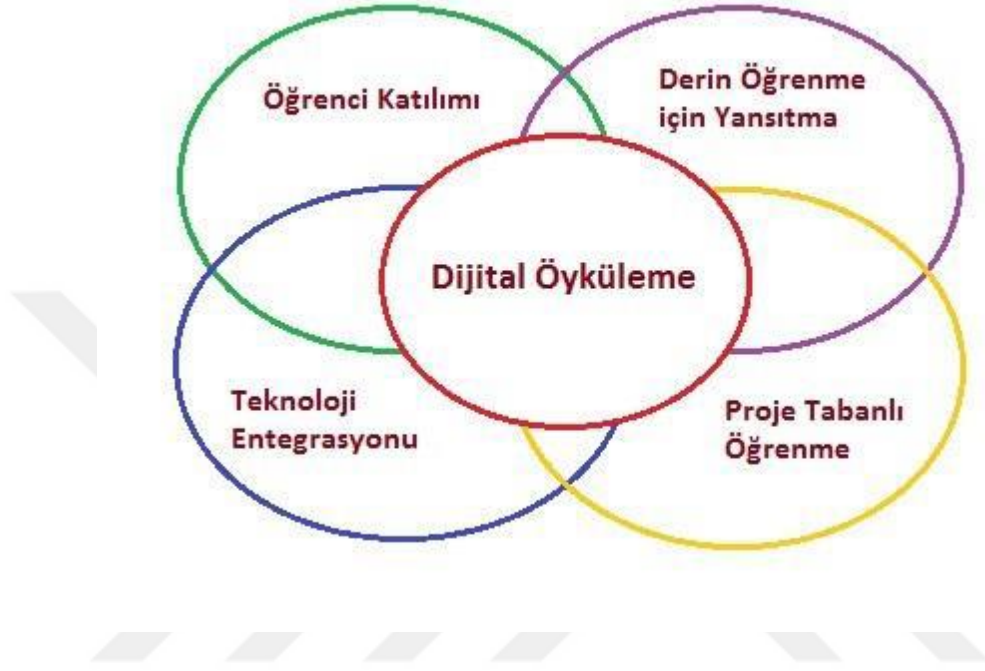 Öğrenci Katılımı
Derin Öğrenme
için Yansıtma
Dijital Öyküleme
Teknoloji
Entegrasyonu
Proje Tabanlı
Öğrenme